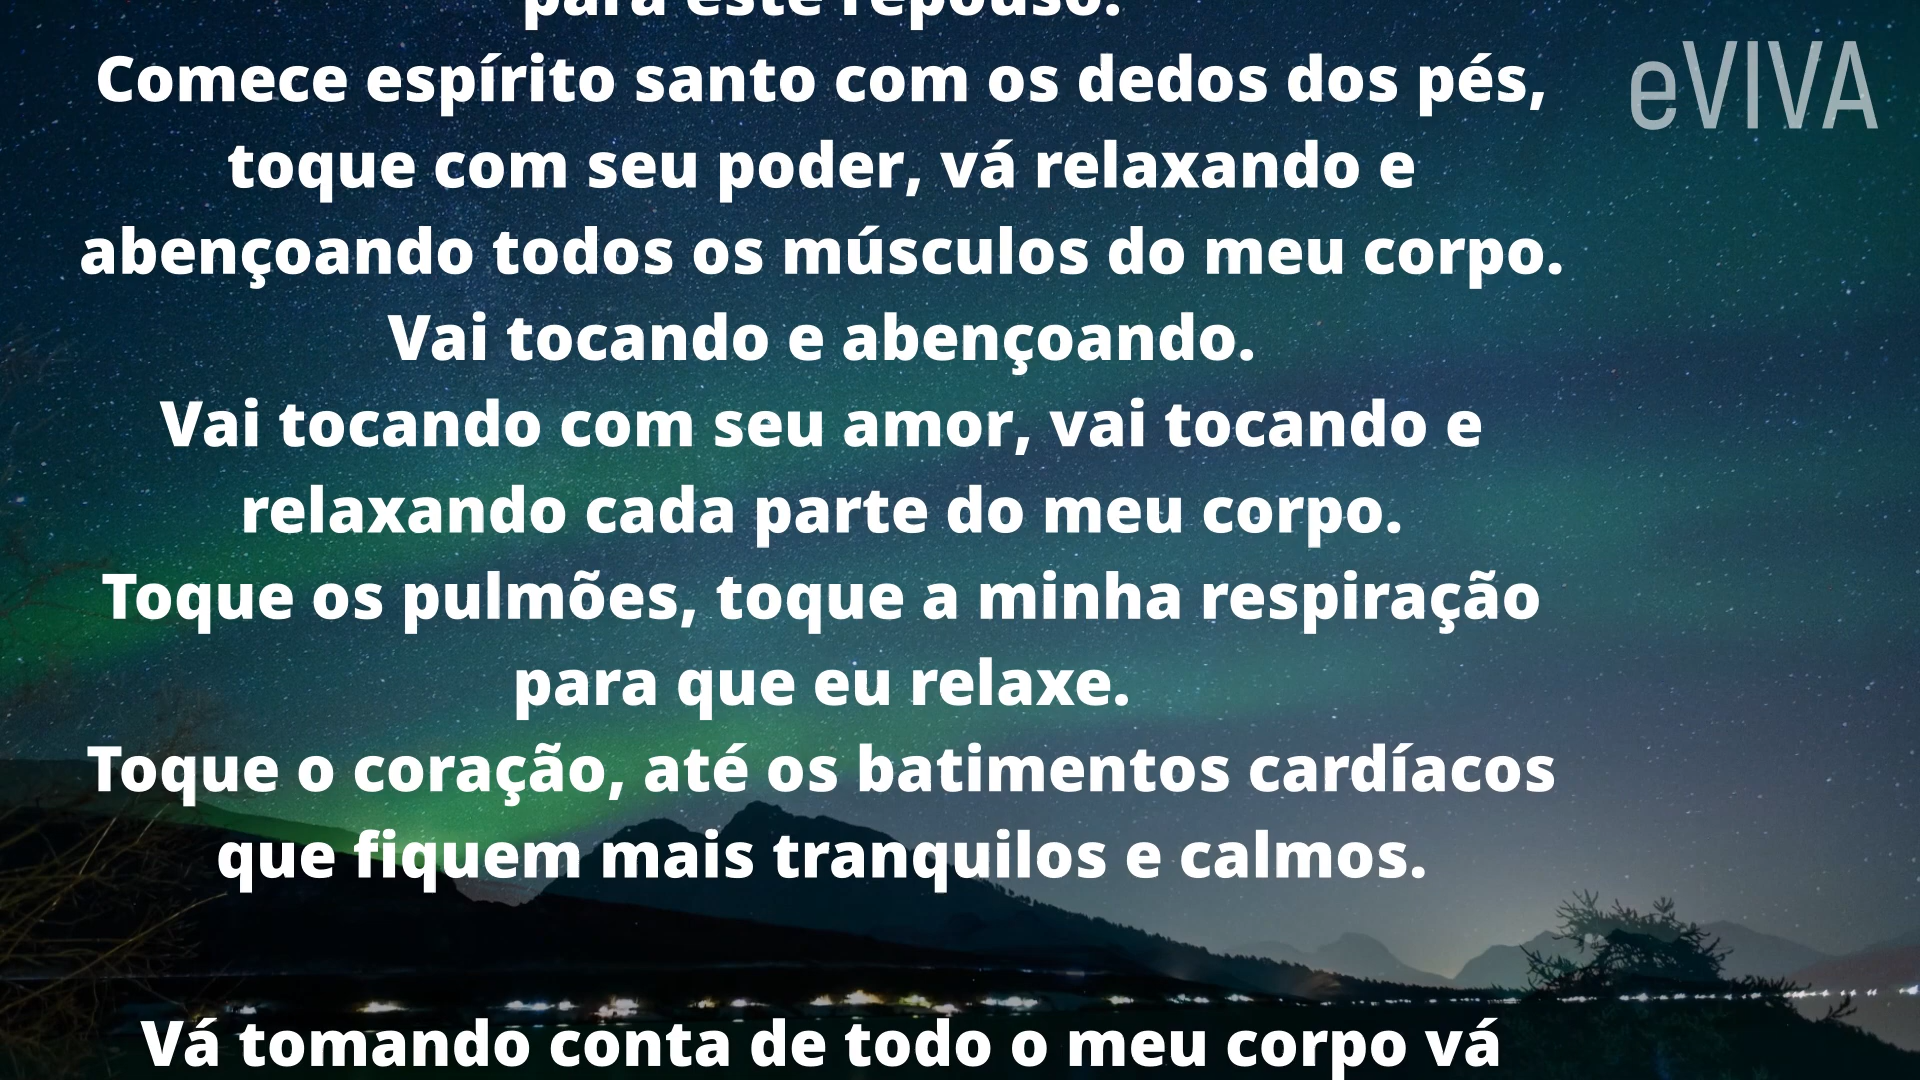 para este repouso.
Comece espírito santo com os dedos dos pés,
toque com seu poder, vá relaxando e
abençoando todos os músculos do meu corpo.
Vai tocando e abençoando.
Vai tocando com seu amor, vai tocando e
relaxando cada parte do meu corpo.
Toque os pulmões, toque a minha respiração
para que eu relaxe.
Toque o coração, até os batimentos cardíacos
que fiquem mais tranquilos e calmos.
Vá tomando conta de todo o meu corpo vá
eVIVA